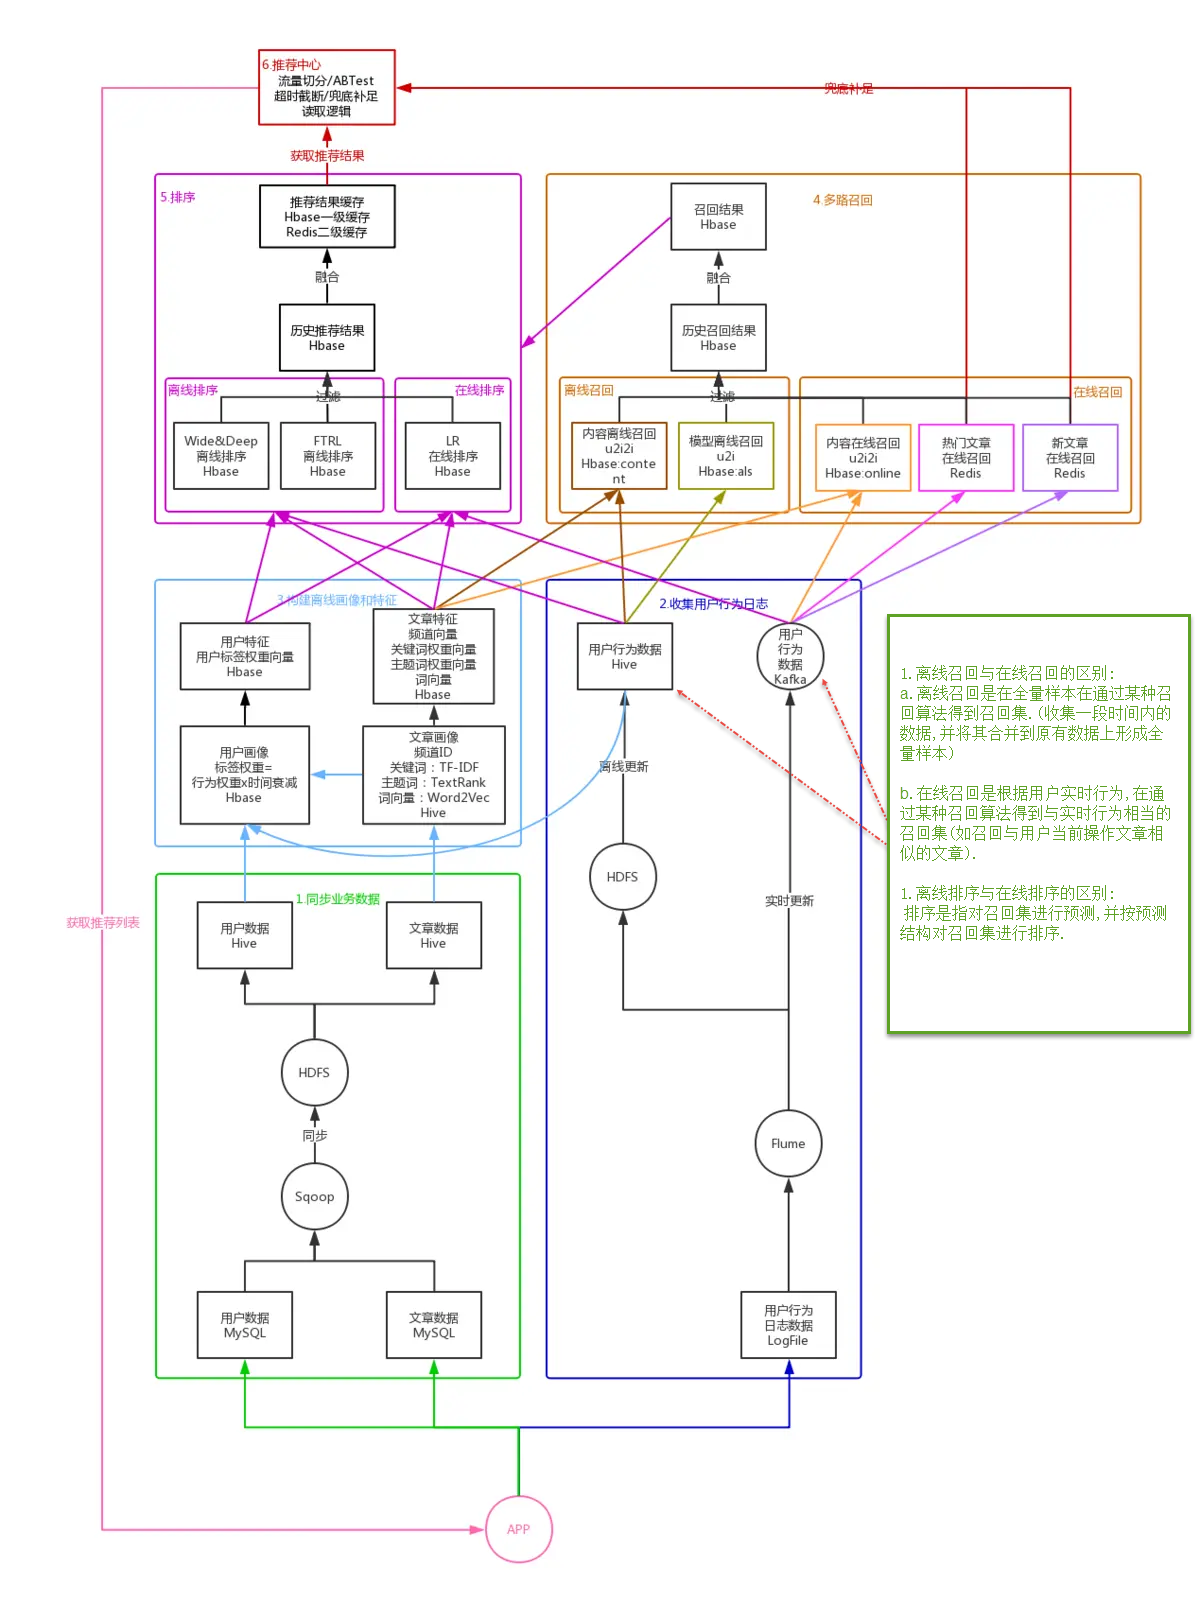 6.推荐中心
流量切分/ABTest
超时截断/兜底补足
读取逻辑
兜底补足
获取推荐结果
5.排序
推荐结果缓存
Hbase一级缓存
Redis二级缓存
融合
历史推荐结果
Hbase
离线排序
过滤
在线排序
Wide&Deep
离线排序
Hbase
FTRL
离线排序
Hbase
LR
在线排序
Hbase
4.多路召回
召回结果
Hbase
融合
历史召回结果
Hbase
离线召回
过滤
在线召回
内容离线召回
u2i2i
Hbase:conte
nt
模型离线召回
u2i
Hbase:als
内容在线召回
u2i2i
Hbase:online
热门文章
在线召回
Redis
新文章
在线召回
Redis
3.构建离线画像和特征
用户特征
用户标签权重向量
Hbase
文章特征
频道向量
关键词权重向量
主题词权重向量
词向量
Hbase
用户画像
标签权重=
行为权重x时间衰减
Hbase
文章画像
频道ID
关键词：TF-IDF
主题词：TextRank
词向量：Word2Vec
Hive
2.收集用户行为日志
用户行为数据
Hive
用户
行为
数据
Kafka
离线更新
HDFS
实时更新
Flume
用户行为
日志数据
LogFile
1.离线召回与在线召回的区别:
a.离线召回是在全量样本在通过某种召
回算法得到召回集.(收集一段时间内的
数据,并将其合并到原有数据上形成全
量样本)
b.在线召回是根据用户实时行为,在通
过某种召回算法得到与实时行为相当的
召回集(如召回与用户当前操作文章相
似的文章).
1.离线排序与在线排序的区别:
排序是指对召回集进行预测,并按预测
结构对召回集进行排序.
1.同步业务数据
用户数据
Hive
文章数据
Hive
HDFS
同步
Sqoop
用户数据
MySQL
文章数据
MySQL
获取推荐列表
APP